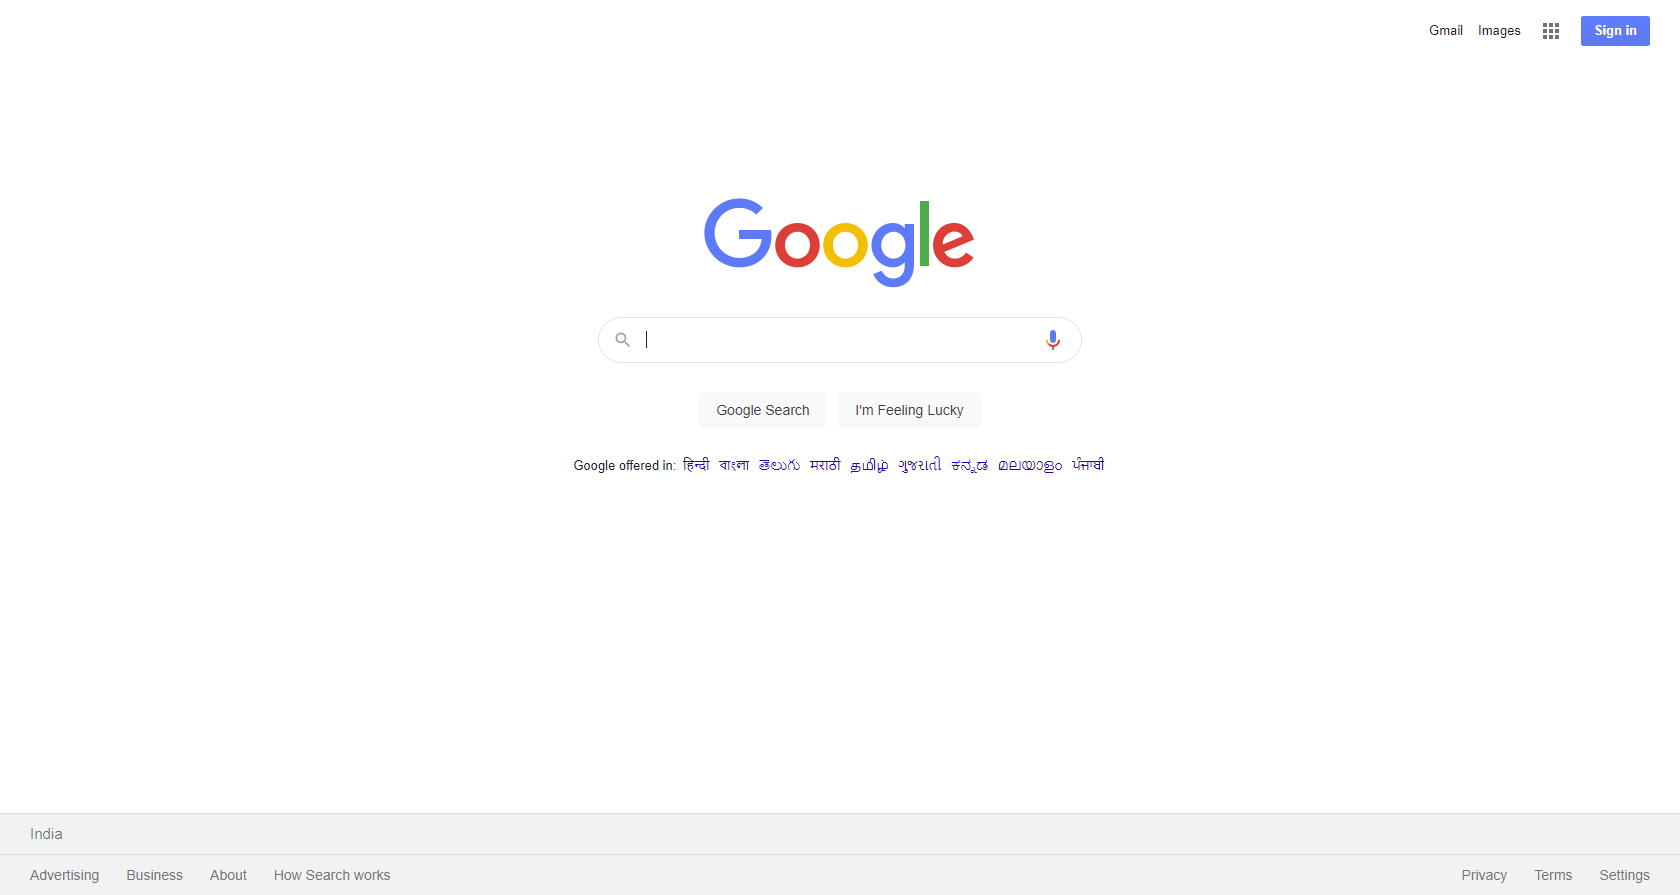 Gmail Images Sign in
Google
Google Search I'm Feeling Lucky
Google offered in: हिन्दी বাংলা తెలుగు मराठी தமிழ் ગુજરાતી ಕನ್ನಡ മലയാളം ਪੰਜਾਬੀ
India
Advertising Business About How Search works Privacy Terms Settings